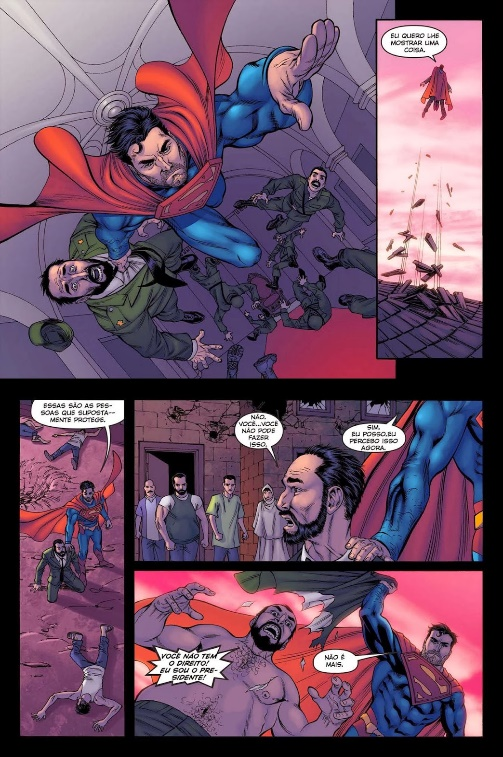 EU QUERO LHE
MOSTRAR UMA
COISA.
ESSAS SÃO AS PES-
SOAS QUE SUPOSTA--
MENTE PROTEGE.
NÃO.
VOCÊ...VOCÊ
NÃO PODE
FAZER
ISSO.
SIM,
EU POSSO.EU
PERCEBO ISSO
AGORA.
VOCÊ NÃO TEM
O DIREITO!
EU SOU O PRE-
SIDENTE!
NÃO É
MAIS.